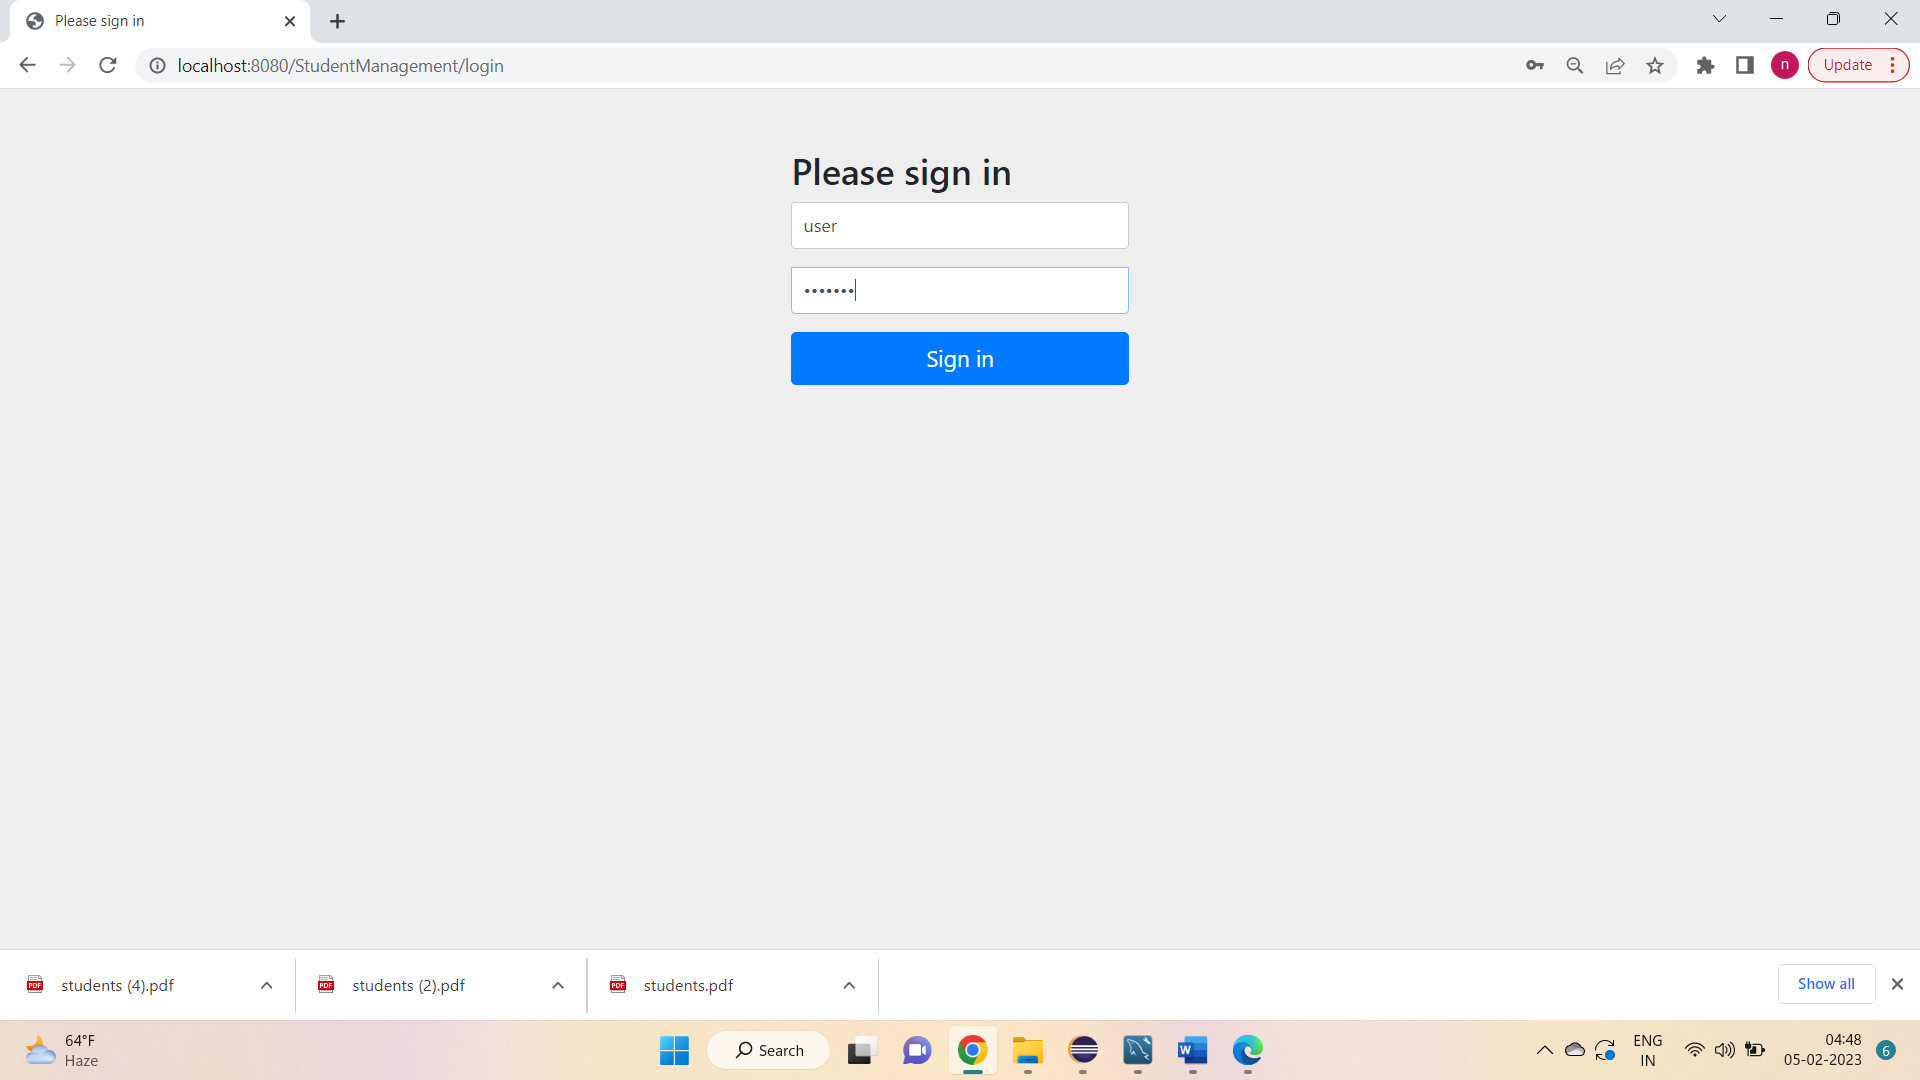 Please sign in
localhost:8080/StudentManagement/login
n
Update
Please sign in
user
•••••••
Sign in
students (4).pdf
students (2).pdf
students.pdf
Show all
64°F
Haze
Search
ENG
IN
04:48
05-02-2023
6